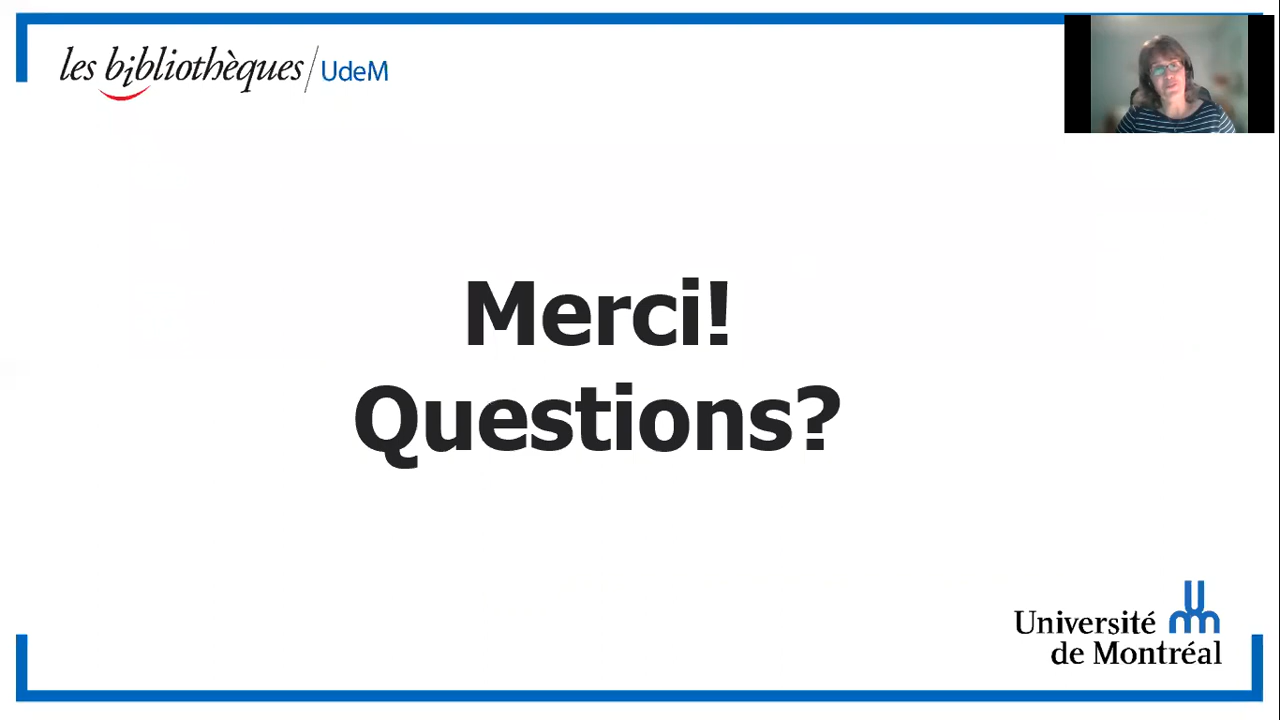 les bibliothèques/UdeM
Merci!
Questions?
Université
de Montréal